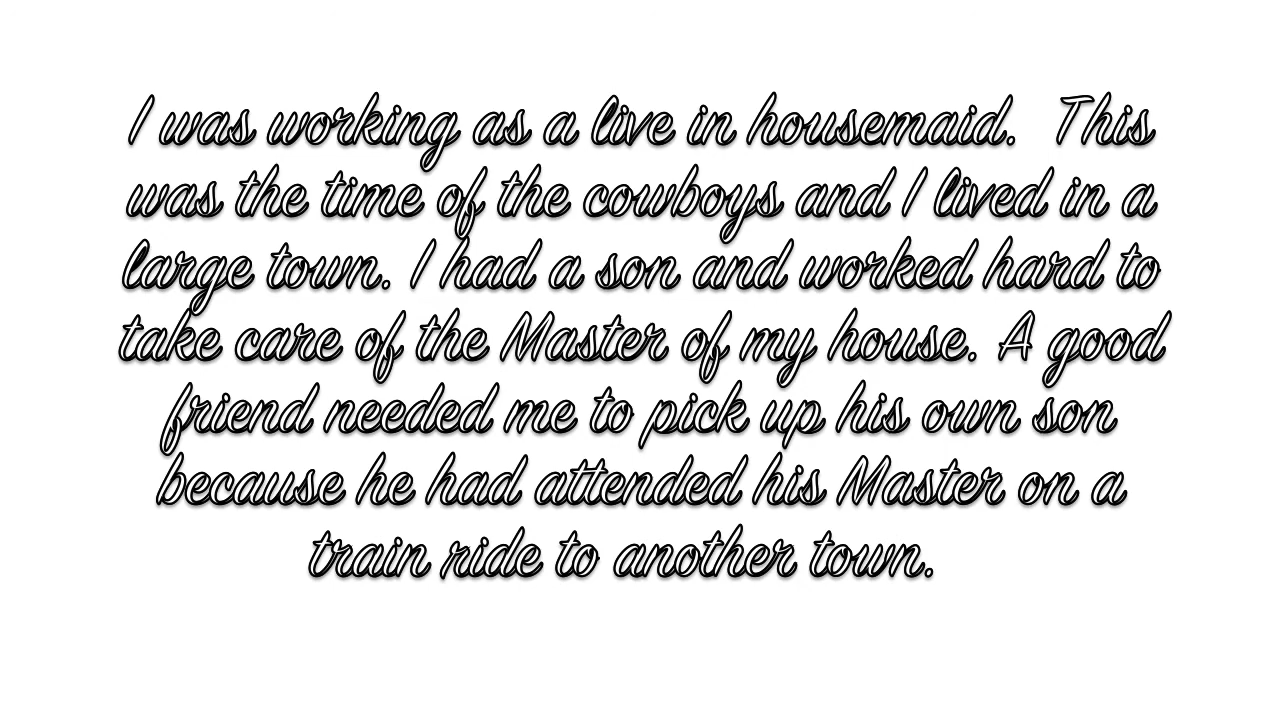 I was working as a live in housemaid.  This
was the time of the cowboys and I lived in a
large town. I had a son and worked hard to
take care of the Master of my house. A good
friend needed me to pick up his own son
because he had attended his Master on a
train ride to another town.